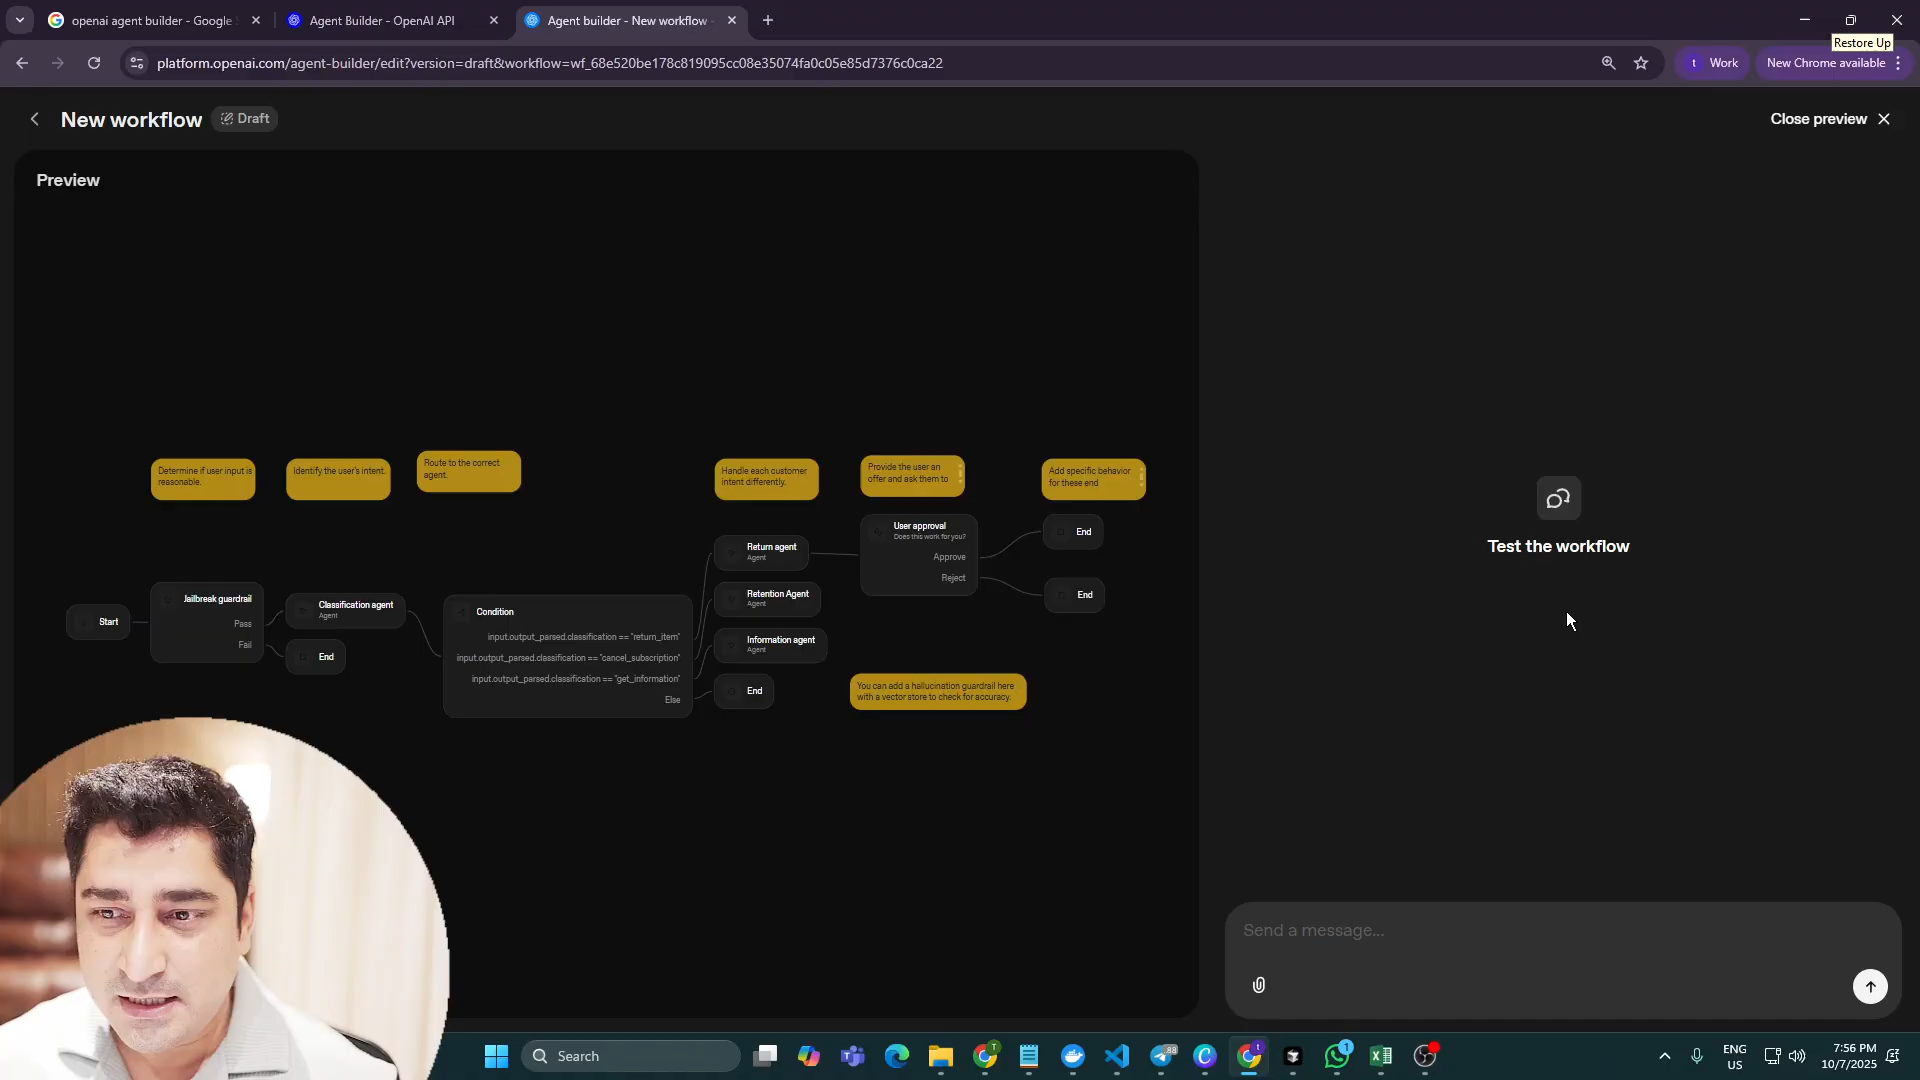 openai agent builder - Google
Agent Builder - OpenAI API
Agent builder - New workflow
Restore Up
platform.openai.com/agent-builder/edit?version=draft&workflow=wf_68e520be178c819095cc08e35074fa0c05e85d7376c0ca22
t
Work
New Chrome available
New workflow
Draft
Close preview
Preview
Determine if user input is
reasonable.
Identify the user's intent.
Route to the correct
agent.
Handle each customer
intent differently.
Provide the user an
offer and ask them to
Add specific behavior
for these end
Start
Jailbreak guardrail
Pass
Fail
Classification agent
Agent
End
Condition
input.output_parsed.classification == "return_item"
input.output_parsed.classification == "cancel_subscription"
input.output_parsed.classification == "get_information"
Else
Return agent
Agent
Retention Agent
Agent
Information agent
Agent
End
User approval
Does this work for you?
Approve
Reject
End
End
You can add a hallucination guardrail here
with a vector store to check for accuracy.
Test the workflow
Send a message...
Search
88
1
ENG
US
7:56 PM
10/7/2025